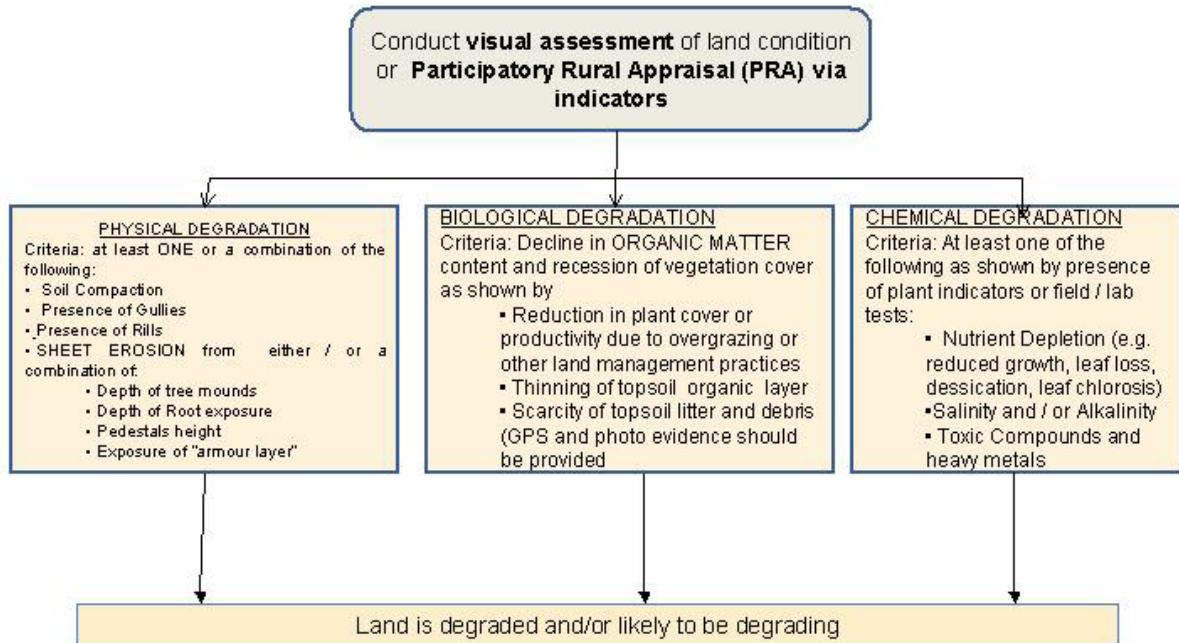 Conduct visual assessment of land condition
or Participatory Rural Appraisal (PRA) via
indicators
PHYSICAL DEGRADATION
Criteria: at least ONE or a combination of the
following:
• Soil Compaction
• Presence of Gullies
• Presence of Rills
• SHEET EROSION from either / or a
combination of:
• Depth of tree mounds
• Depth of Root exposure
• Pedestals height
• Exposure of "armour layer"
BIOLOGICAL DEGRADATION
Criteria: Decline in ORGANIC MATTER
content and recession of vegetation cover
as shown by
▪ Reduction in plant cover or
productivity due to overgrazing or
other land management practices
▪ Thinning of topsoil organic layer
▪ Scarcity of topsoil litter and debris
(GPS and photo evidence should
be provided
CHEMICAL DEGRADATION
Criteria: At least one of the
following as shown by presence
of plant indicators or field / lab
tests:
▪ Nutrient Depletion (e.g.
reduced growth, leaf loss,
dessication, leaf chlorosis)
▪Salinity and / or Alkalinity
▪ Toxic Compounds and
heavy metals
Land is degraded and/or likely to be degrading